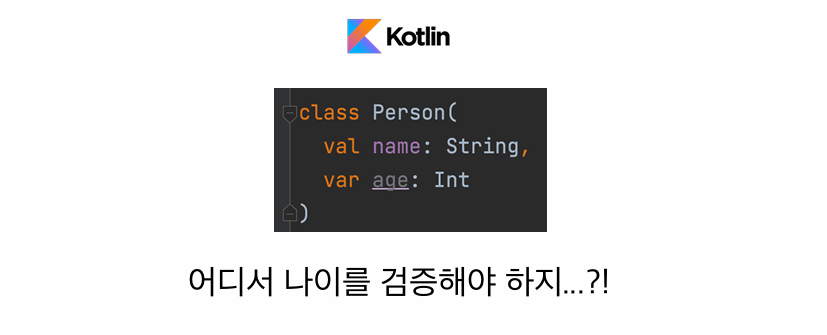 Kotlin
class Person(
val name: String,
var age: Int
)
어디서 나이를 검증해야 하지...?!